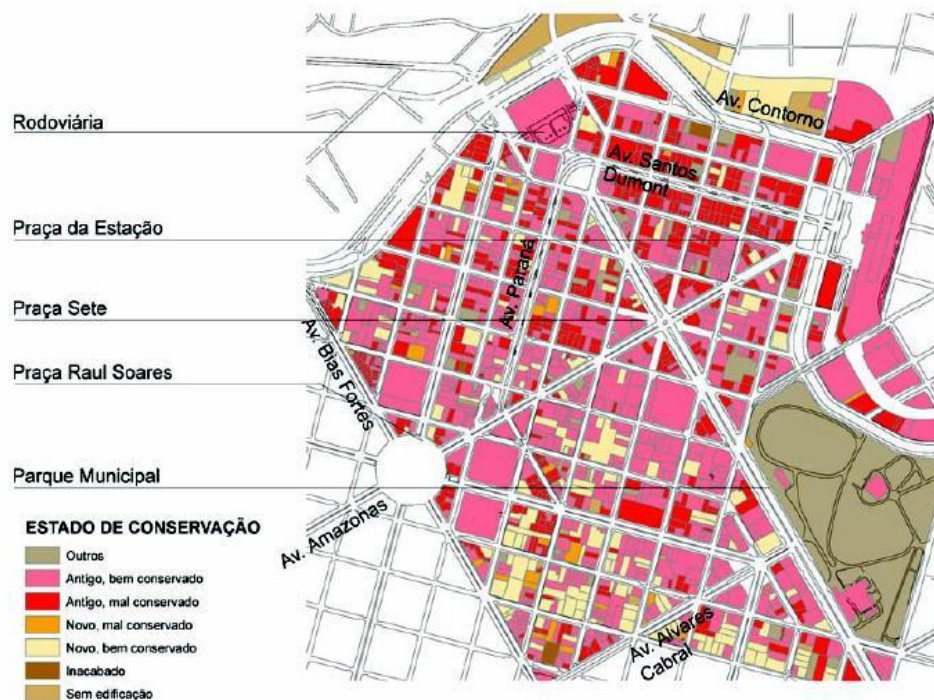 Rodoviária
Praça da Estação
Praça Sete
Praça Raul Soares
Parque Municipal
ESTADO DE CONSERVAÇÃO
Outros
Antigo, bem conservado
Antigo, mal conservado
Novo, mal conservado
Novo, bem conservado
Inacabado
Sem edificação
Av. Contorno
Av. Santos
Dumont
Av. Paraná
Av. Bias Fortes
Av. Amazonas
Av. Alvares
Cabral